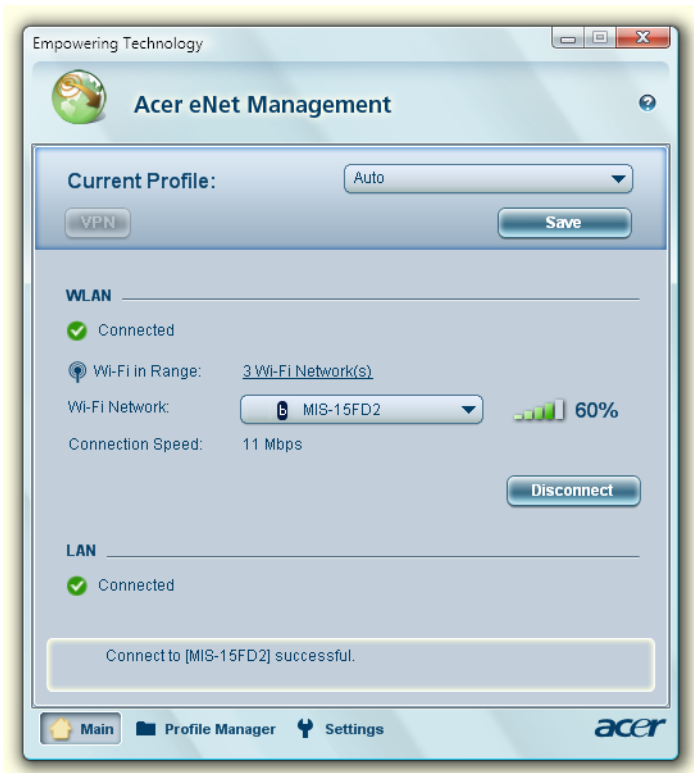 Empowering Technology
Acer eNet Management
Current Profile: Auto
VPN Save
WLAN
Connected
Wi-Fi in Range: 3 Wi-Fi Network(s)
Wi-Fi Network: b MIS-15FD2 60%
Connection Speed: 11 Mbps
Disconnect
LAN
Connected
Connect to [MIS-15FD2] successful.
Main Profile Manager Settings acer